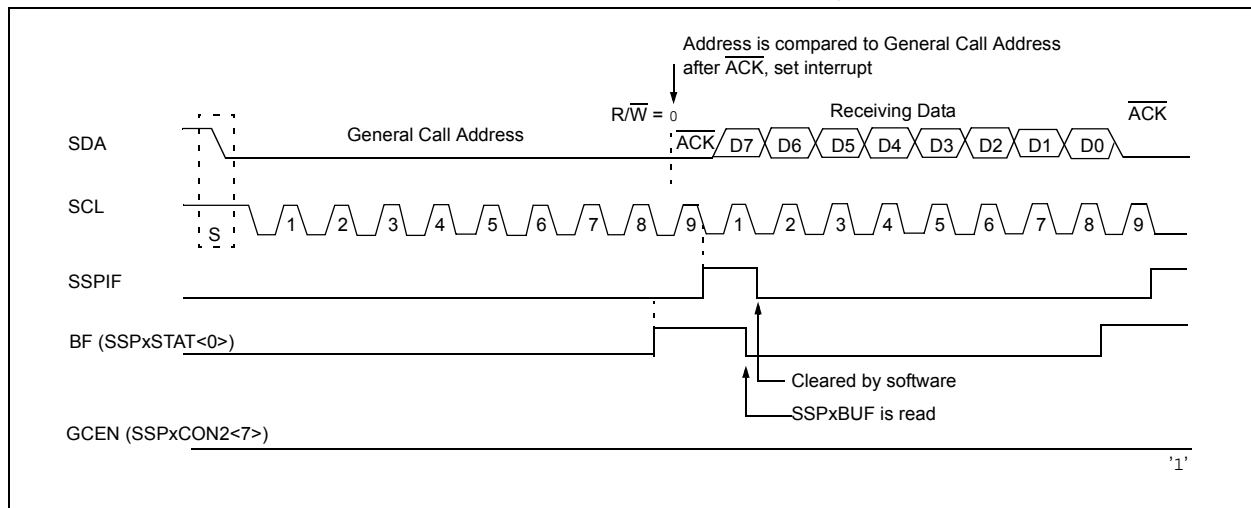 Address is compared to General Call Address
after ACK, set interrupt
R/W = 0
Receiving Data
ACK
SDA
General Call Address
ACK
D7 D6 D5 D4 D3 D2 D1 D0
SCL
S
1 2 3 4 5 6 7 8 9 1 2 3 4 5 6 7 8 9
SSPIF
BF (SSPxSTAT<0>)
Cleared by software
SSPxBUF is read
GCEN (SSPxCON2<7>)
'1'